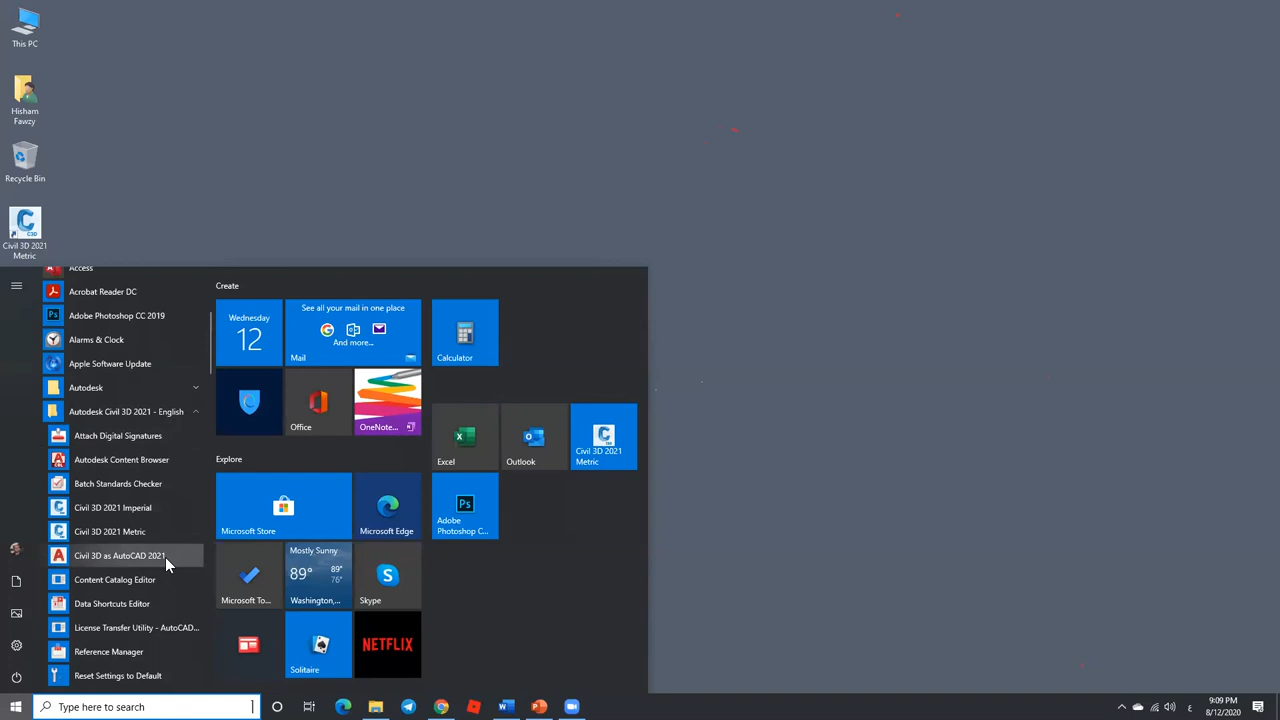 This PC
Hisham
Fawzy
Recycle Bin
C3D
Civil 3D 2021
Metric
Access
Acrobat Reader DC
Adobe Photoshop CC 2019
Alarms & Clock
Apple Software Update
Autodesk
Autodesk Civil 3D 2021 - English
Attach Digital Signatures
Autodesk Content Browser
Batch Standards Checker
Civil 3D 2021 Imperial
Civil 3D 2021 Metric
Civil 3D as AutoCAD 2021
Content Catalog Editor
Data Shortcuts Editor
License Transfer Utility - AutoCAD...
Reference Manager
Reset Settings to Default
Create
Wednesday
12
See all your mail in one place
And more...
Mail
Calculator
Office
OneNote...
Excel
Outlook
Civil 3D 2021
Metric
Explore
Microsoft Store
Microsoft Edge
Ps
Adobe
Photoshop C...
Microsoft To...
Mostly Sunny
89°
89°
76°
Washington,...
Skype
Solitaire
NETFLIX
Type here to search
ع
9:09 PM
8/12/2020